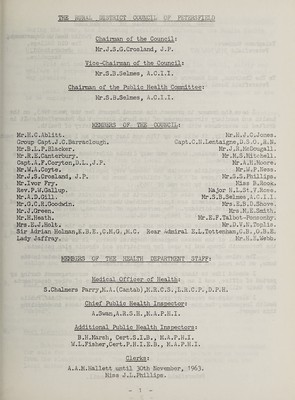 THE RURAL DISTRICT COUNCIL OF PETERSFIELD
Chairman of the Council:
Mr.J.S.G.Crosland, J.P.
Vice-Chairman of the Council:
Mr.S.B.Selmes, A.C.I.I.
Chairman of the Public Health Committee:
Mr.S.B.Selmes, A.C.I.I.
MEMBERS OF THE COUNCIL:
Mr.H.C.Ablitt. Mr.H.J.C.Jones.
Group Capt.J.O.Barraclough. Capt.C.N.Lentaigne,D.S.O.,R.N.
Mr.B.L.P.Blacker. Mr.J.R.McDougall.
Mr.R.E.Canterbury. Mr.M.S.Mitchell.
Capt.A.F.Coryton,D.L.,J.P. Mr.A.H.Moore.
Mr.W.A.Coyte. Mr.W.P.Ness.
Mr.J.S.Crosland, J.P. Mr.S.S.Phillips.
Mr.Ivor Fry. Miss B.Rook.
Rev.P.W.Gallup. Major H.L.St.V.Rose.
Mr.A.D.Gill. Mr.S.B.Selmes,A.C.I.I.
Mr.G.C.H.Goodwin. Mrs.E.B.D.Shove.
Mr.J.Green. Mrs.M.E.Smith.
Mr.H.Heath. Mr.E.F.Talbot-Ponsonby.
Mrs.E.J.Holt. Mr.D.V.N.Toplis.
Sir Adrian Holman,K.B.E.,C.M.G.,M.C. Rear Admiral R.L.Tottenham,C.B.,O.B.E.
Lady Jaffray. Mr.H.E.Webb.
MEMBERS OF THE HEALTH DEPARTMENT STAFF:
Medical Officer of Health:
S.Chalmers Parry,M.A.(Cantab),M.R.C.S.,L.R.C.P.,D.P.H.
Chief Public Health Inspector:
A.Swan,A.R.S.H.,M.A.P.H.I.
Additional Public Health Inspectors:
B.H.Marsh, Cert.S.I.B., M.A.P.H.I.
W.L.Fisher,Cert.P.H.I.E.B., M.A.P.H.I.
Clerks:
A.A.M.Hallett until 30th November, 1963.
Miss J.L.Phillips.
- 1 -